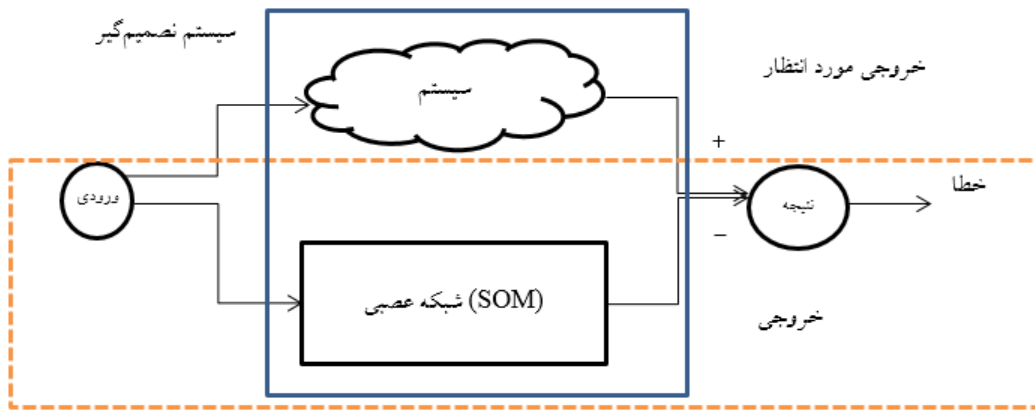 سیستم تصمیم‌گیر
سیستم
خروجی مورد انتظار
+
خطا
ورودی
نتیجه
−
شبکه عصبی (SOM)
خروجی